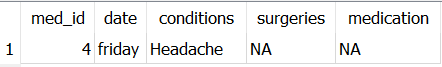 med_id date conditions surgeries medication
1 4 friday Headache NA NA